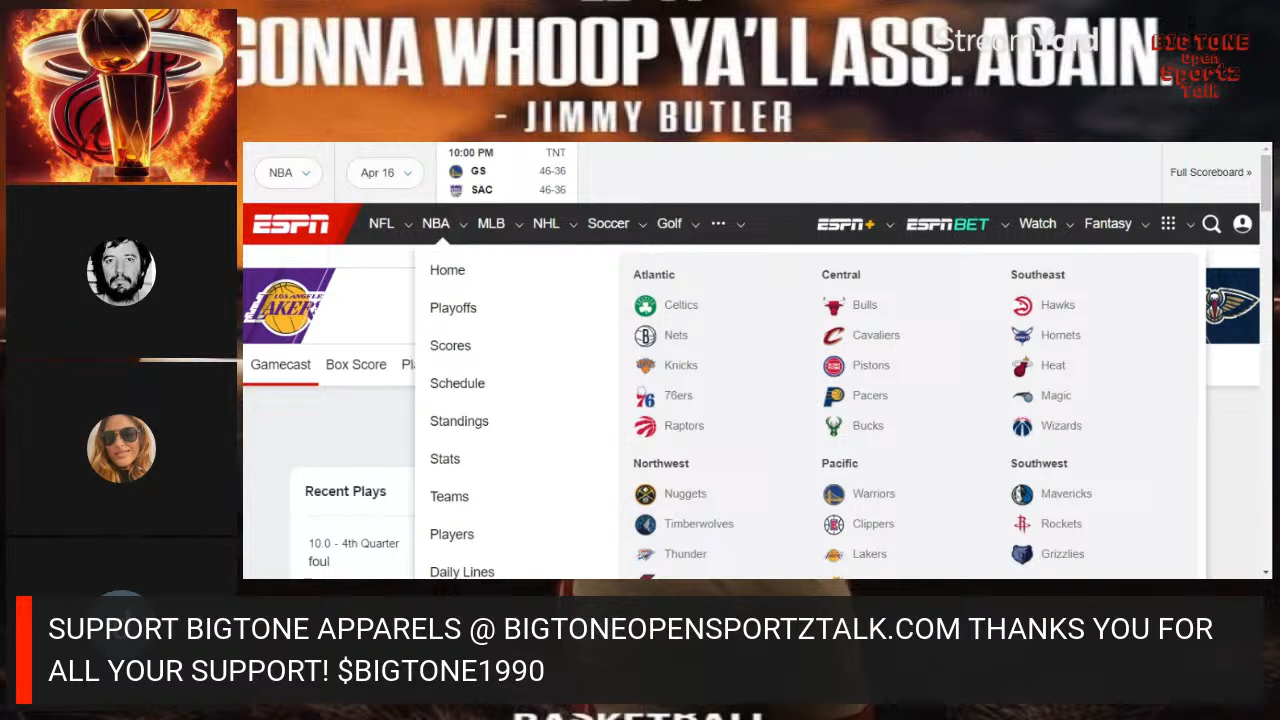 GONNA WHOOP YA'LL ASS. AGAIN.
- JIMMY BUTLER
StreamYard
BIG TONE
Open
Sportz
Talk
NBA
Apr 16
10:00 PM TNT
GS 46-36
SAC 46-36
Full Scoreboard »
ESPN NFL NBA MLB NHL Soccer Golf ... ESPN+ ESPN BET Watch Fantasy
LOS ANGELES
LAKERS
Gamecast Box Score
Recent Plays
10.0 - 4th Quarter
foul
Home
Playoffs
Scores
Schedule
Standings
Stats
Teams
Players
Daily Lines
Atlantic
Celtics
Nets
Knicks
76ers
Raptors
Central
Bulls
Cavaliers
Pistons
Pacers
Bucks
Southeast
Hawks
Hornets
Heat
Magic
Wizards
Northwest
Nuggets
Timberwolves
Thunder
Pacific
Warriors
Clippers
Lakers
Southwest
Mavericks
Rockets
Grizzlies
SUPPORT BIGTONE APPARELS @ BIGTONEOPENSPORTZTALK.COM THANKS YOU FOR
ALL YOUR SUPPORT! $BIGTONE1990
BASKETBALL